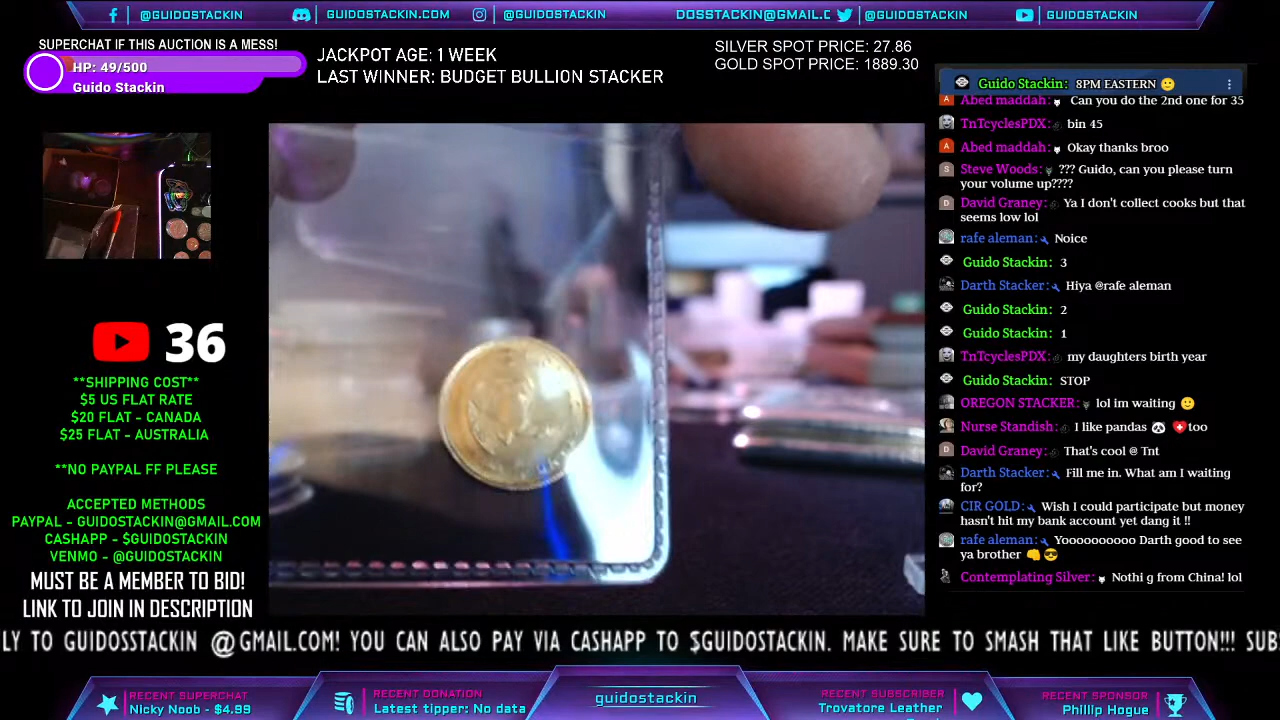 @GUIDOSTACKIN
GUIDOSTACKIN.COM
@GUIDOSTACKIN
DOSSTACKIN@GMAIL.C
@GUIDOSTACKIN
GUIDOSTACKIN
SUPERCHAT IF THIS AUCTION IS A MESS!
HP: 49/500
Guido Stackin
JACKPOT AGE: 1 WEEK
LAST WINNER: BUDGET BULLION STACKER
SILVER SPOT PRICE: 27.86
GOLD SPOT PRICE: 1889.30
36
**SHIPPING COST**
$5 US FLAT RATE
$20 FLAT - CANADA
$25 FLAT - AUSTRALIA
**NO PAYPAL FF PLEASE
ACCEPTED METHODS
PAYPAL - GUIDOSTACKIN@GMAIL.COM
CASHAPP - $GUIDOSTACKIN
VENMO - @GUIDOSTACKIN
MUST BE A MEMBER TO BID!
LINK TO JOIN IN DESCRIPTION
Guido Stackin: 8PM EASTERN 🙂
Abed maddah: Can you do the 2nd one for 35
TnTcyclesPDX: bin 45
Abed maddah: Okay thanks broo
Steve Woods: ??? Guido, can you please turn
your volume up????
David Graney: Ya I don't collect cooks but that
seems low lol
rafe aleman: Noice
Guido Stackin: 3
Darth Stacker: Hiya @rafe aleman
Guido Stackin: 2
Guido Stackin: 1
TnTcyclesPDX: my daughters birth year
Guido Stackin: STOP
OREGON STACKER: lol im waiting 🙂
Nurse Standish: I like pandas 🐼 too
David Graney: That's cool @ Tnt
Darth Stacker: Fill me in. What am I waiting
for?
CIR GOLD: Wish I could participate but money
hasn't hit my bank account yet dang it !!
rafe aleman: Yoooooooooo Darth good to see
ya brother 👊😎
Contemplating Silver: Nothi g from China! lol
LY TO GUIDOSSTACKIN @GMAIL.COM! YOU CAN ALSO PAY VIA CASHAPP TO $GUIDOSTACKIN. MAKE SURE TO SMASH THAT LIKE BUTTON!!! SUBS
RECENT SUPERCHAT
Nicky Noob - $4.99
RECENT DONATION
Latest tipper: No data
guidostackin
RECENT SUBSCRIBER
Trovatore Leather
RECENT SPONSOR
Phillip Hogue